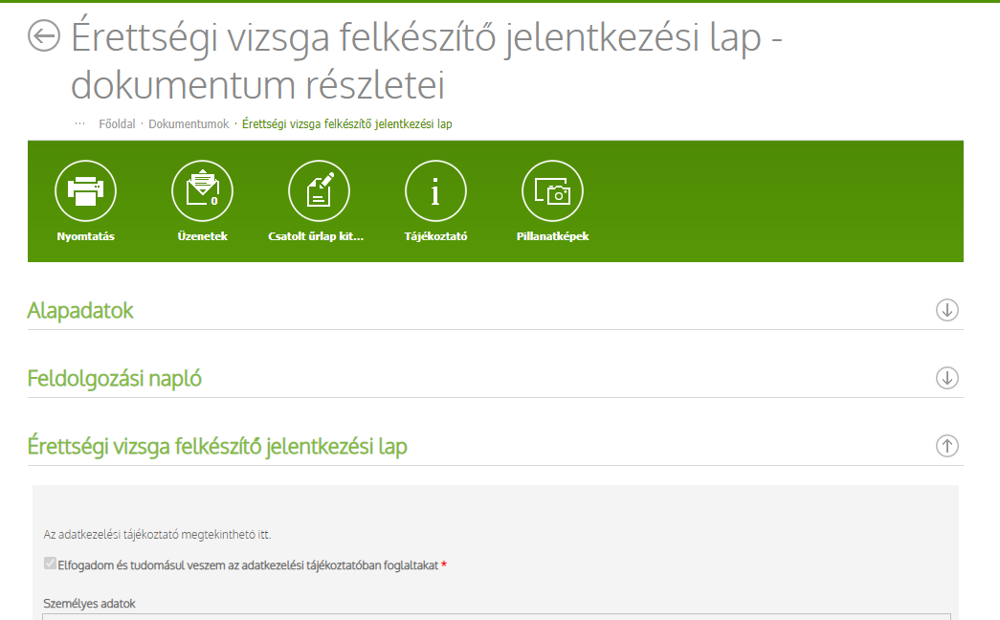 Érettségi vizsga felkészítő jelentkezési lap -
dokumentum részletei
... Főoldal · Dokumentumok · Érettségi vizsga felkészítő jelentkezési lap
0
i
Nyomtatás
Üzenetek
Csatolt űrlap kit...
Tájékoztató
Pillanatképek
Alapadatok
Feldolgozási napló
Érettségi vizsga felkészítő jelentkezési lap
Az adatkezelési tájékoztató megtekinthető itt.
Elfogadom és tudomásul veszem az adatkezelési tájékoztatóban foglaltakat *
Személyes adatok